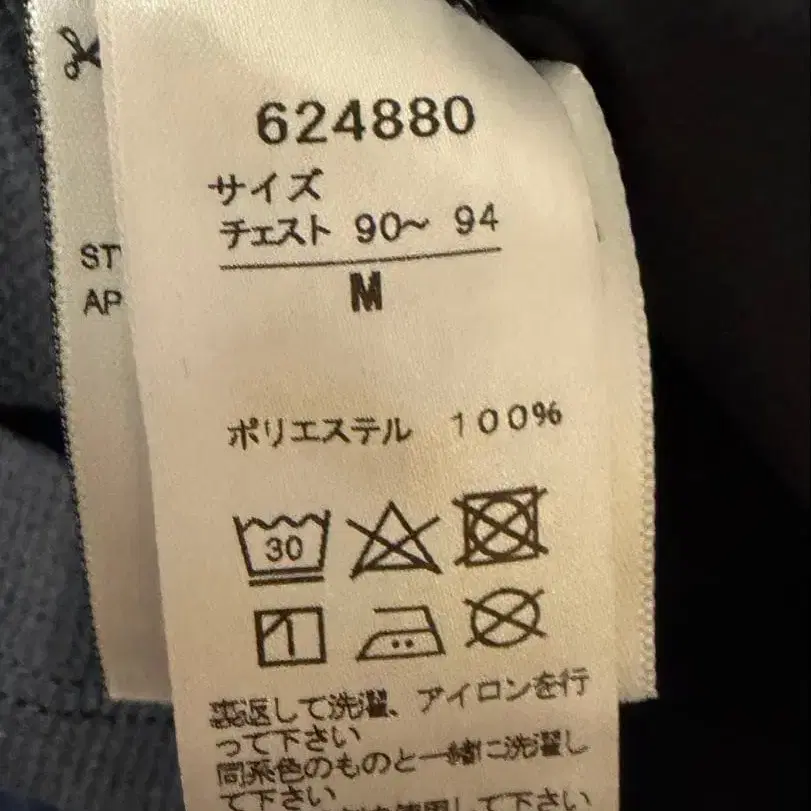 624880
サイズ
チェスト 90〜 94
M
ST
AP
ポリエステル 100%
30
裏返して洗濯、アイロンを行
って下さい
同系色のものと一緒に洗濯し
て下さい